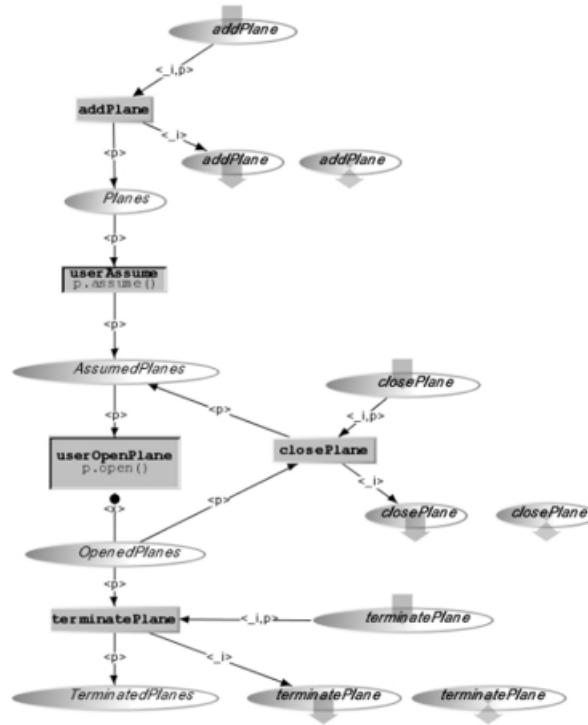 addPlane
<_i,p>
addPlane
<_i>
<p>
addPlane
addPlane
Planes
<p>
userAssume
p.assume()
<p>
AssumedPlanes
closePlane
<p>
<p>
<_i,p>
userOpenPlane
p.open()
closePlane
<_i>
<p>
closePlane
closePlane
OpenedPlanes
<p>
terminatePlane
<_i,p>
terminatePlane
<p>
<_i>
TerminatedPlanes
terminatePlane
terminatePlane